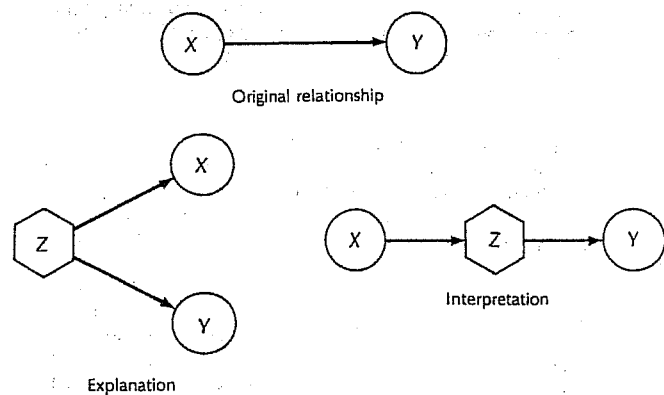 X Y
Original relationship
X
Z
Y
Explanation
X Z Y
Interpretation